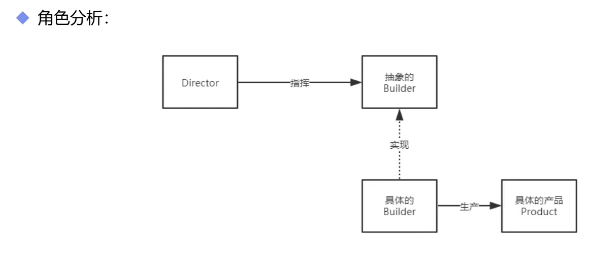 角色分析：
Director
指挥
抽象的
Builder
实现
具体的
Builder
生产
具体的产品
Product